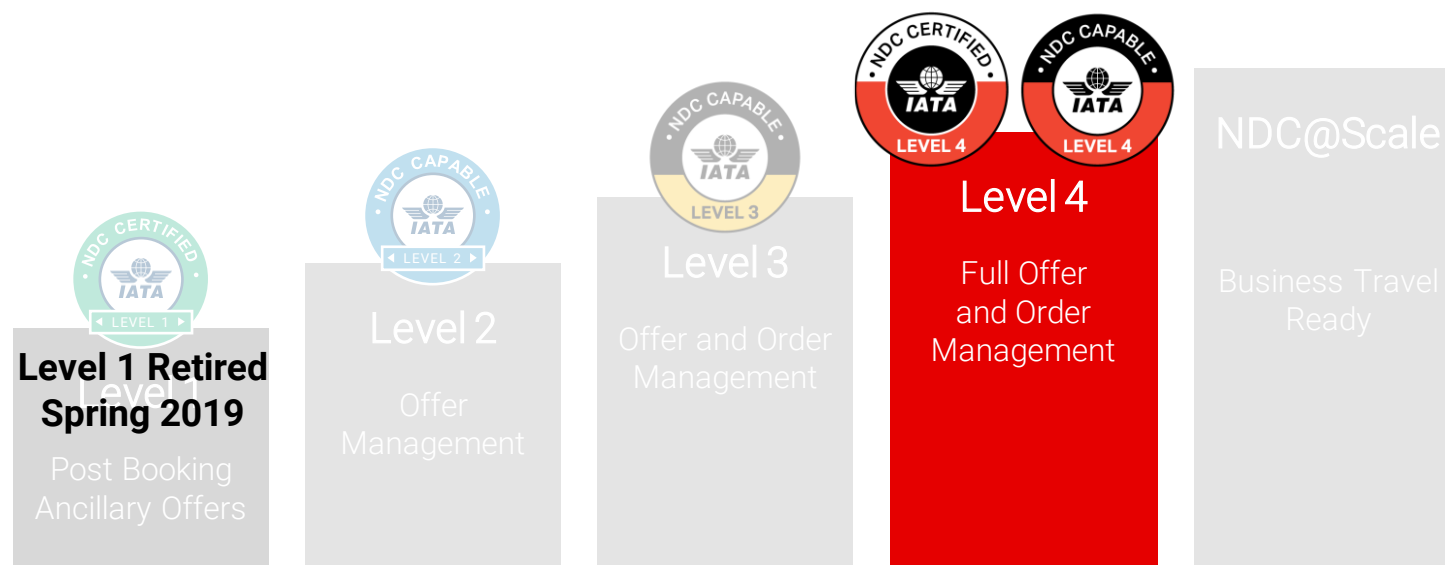 NDC CERTIFIED
IATA
LEVEL 1
Level 1 Retired
Spring 2019
Level 1
Post Booking
Ancillary Offers
NDC CAPABLE
IATA
LEVEL 2
Level 2
Offer
Management
NDC CAPABLE
IATA
LEVEL 3
Level 3
Offer and Order
Management
NDC CERTIFIED
IATA
LEVEL 4
NDC CAPABLE
IATA
LEVEL 4
Level 4
Full Offer
and Order
Management
NDC@Scale
Business Travel
Ready